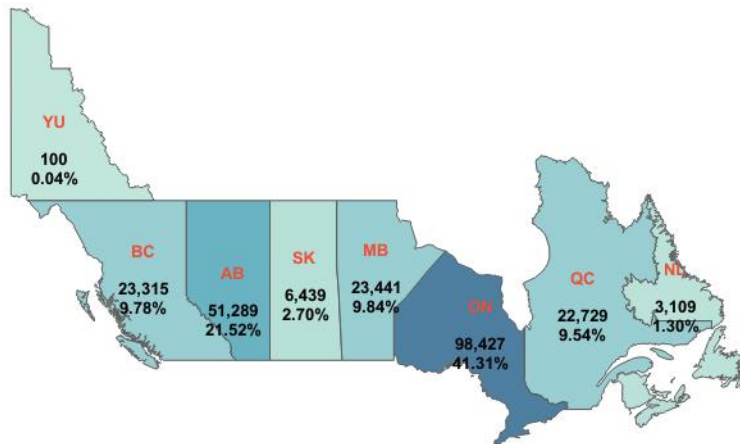 YU
100
0.04%
BC
23,315
9.78%
AB
51,289
21.52%
SK
6,439
2.70%
MB
23,441
9.84%
ON
98,427
41.31%
QC
22,729
9.54%
NL
3,109
1.30%